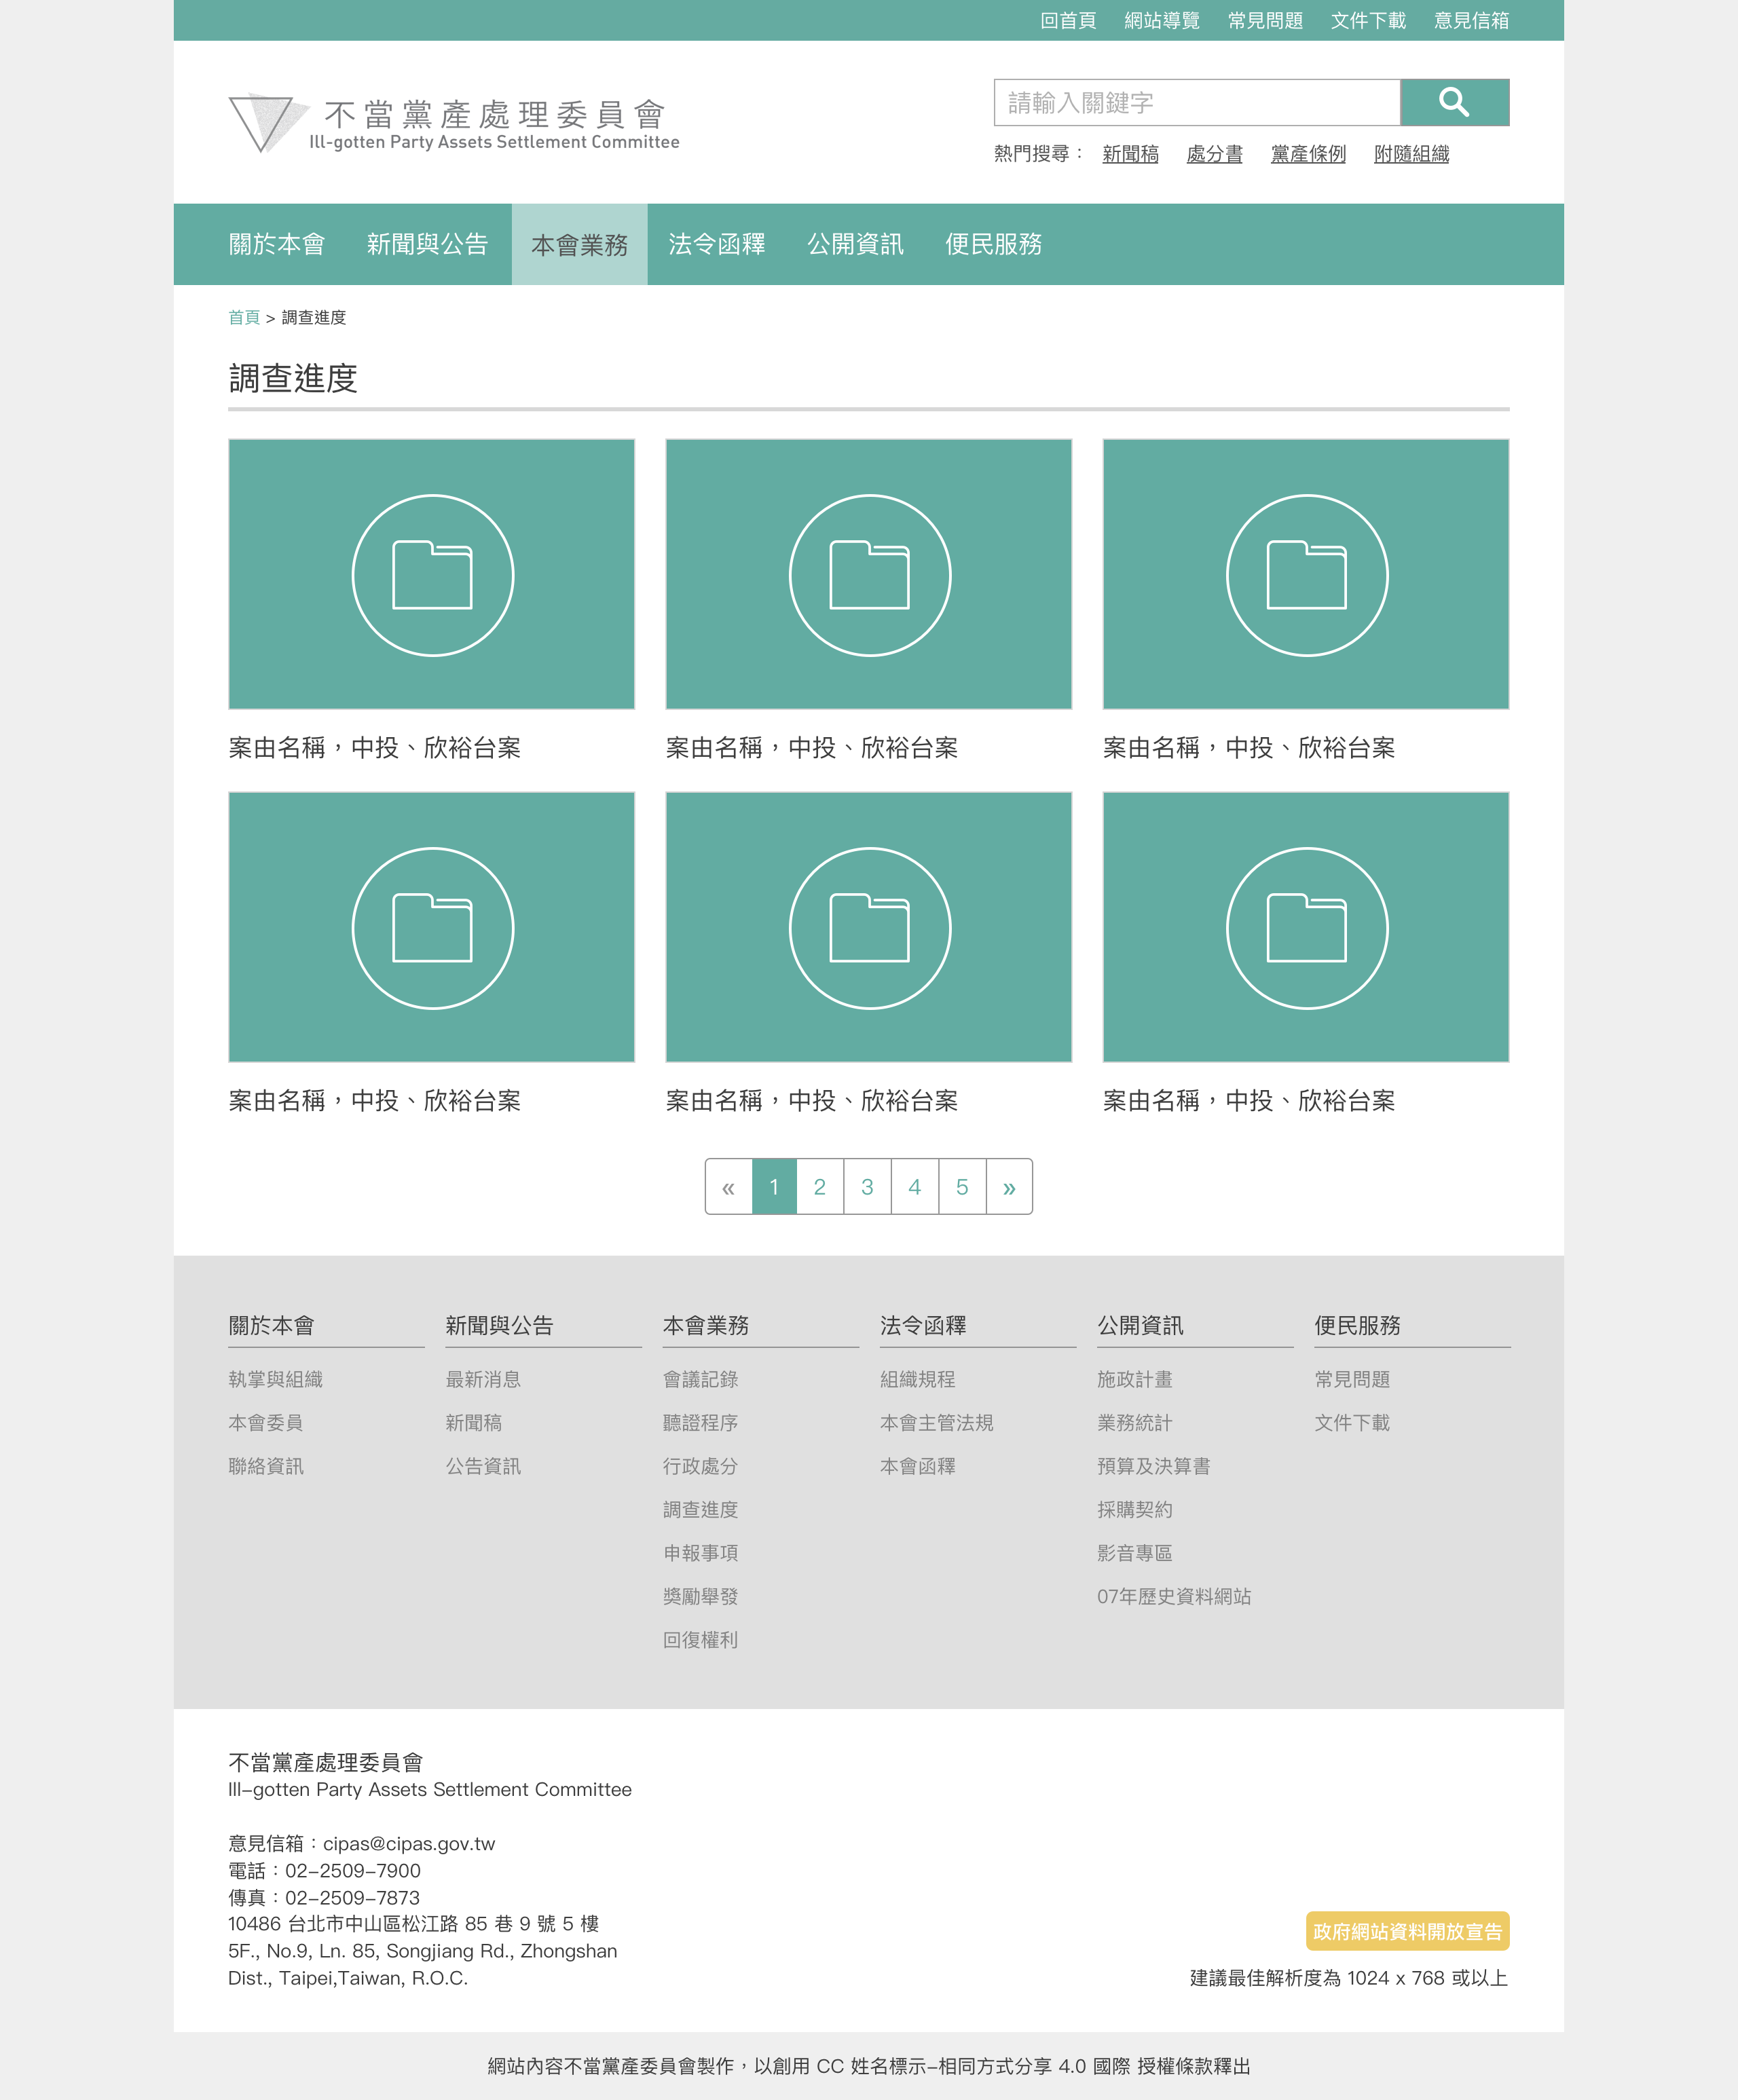 回首頁 網站導覽 常見問題 文件下載 意見信箱
不當黨產處理委員會
Ill-gotten Party Assets Settlement Committee
請輸入關鍵字
熱門搜尋： 新聞稿 處分書 黨產條例 附隨組織
關於本會 新聞與公告 本會業務 法令函釋 公開資訊 便民服務
首頁 > 調查進度
調查進度
案由名稱，中投、欣裕台案 案由名稱，中投、欣裕台案 案由名稱，中投、欣裕台案
案由名稱，中投、欣裕台案 案由名稱，中投、欣裕台案 案由名稱，中投、欣裕台案
« 1 2 3 4 5 »
關於本會 新聞與公告 本會業務 法令函釋 公開資訊 便民服務
執掌與組織 最新消息 會議記錄 組織規程 施政計畫 常見問題
本會委員 新聞稿 聽證程序 本會主管法規 業務統計 文件下載
聯絡資訊 公告資訊 行政處分 本會函釋 預算及決算書
調查進度 採購契約
申報事項 影音專區
獎勵舉發 07年歷史資料網站
回復權利
不當黨產處理委員會
Ill-gotten Party Assets Settlement Committee
意見信箱：cipas@cipas.gov.tw
電話：02-2509-7900
傳真：02-2509-7873
10486 台北市中山區松江路 85 巷 9 號 5 樓
5F., No.9, Ln. 85, Songjiang Rd., Zhongshan
Dist., Taipei,Taiwan, R.O.C.
政府網站資料開放宣告
建議最佳解析度為 1024 x 768 或以上
網站內容不當黨產委員會製作，以創用 CC 姓名標示-相同方式分享 4.0 國際 授權條款釋出